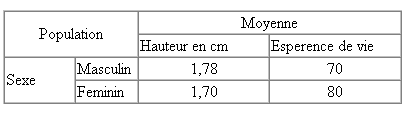 Population Moyenne
Hauteur en cm Esperence de vie
Sexe Masculin 1,78 70
Feminin 1,70 80